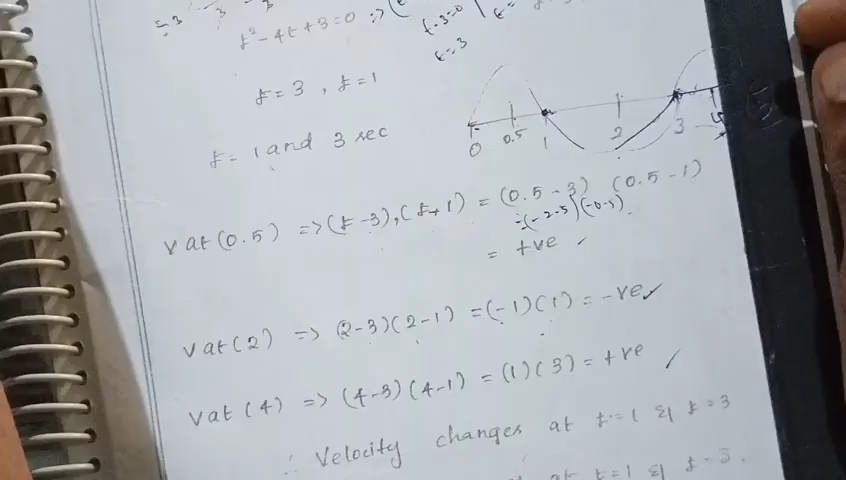 t²-4t+3=0 =>
t-3=0
t=3
t=3, t=1
0 0.5 1 2 3
t= 1 and 3 sec
v at(0.5) => (t-3),(t+1) = (0.5-3) (0.5-1)
=(-2.5)(-0.5)
= +ve
v at(2) => (2-3)(2-1) =(-1)(1) = -ve✓
v at (4) => (4-3)(4-1) = (1)(3) = +ve ✓
∴ Velocity changes at t=1 & t=3
at t=1 & t=3.